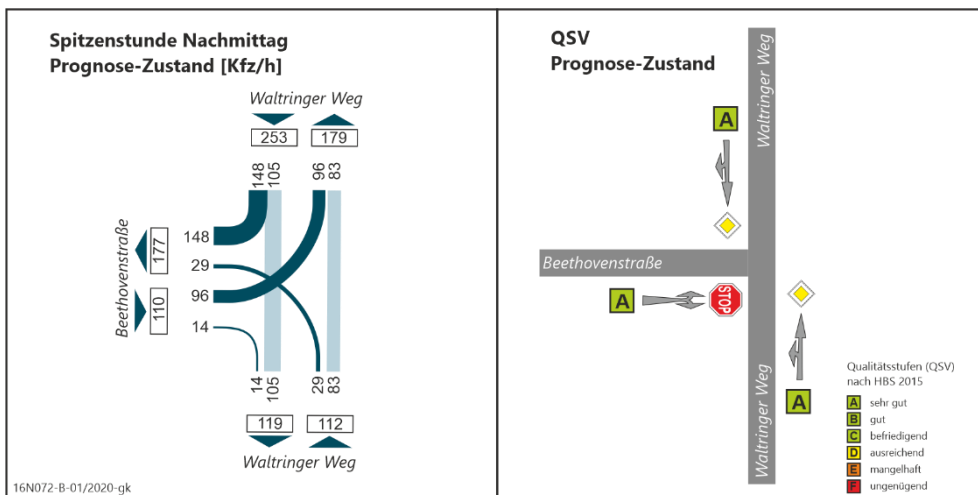 Spitzenstunde Nachmittag
Prognose-Zustand [Kfz/h]
Waltringer Weg
253 179
148 105 96 83
Beethovenstraße
177
110
148
29
96
14
14 105 29 83
119 112
Waltringer Weg
16N072-B-01/2020-gk
QSV
Prognose-Zustand
Waltringer Weg
A
Beethovenstraße
A
STOP
A
Waltringer Weg
Qualitätsstufen (QSV)
nach HBS 2015
A sehr gut
B gut
C befriedigend
D ausreichend
E mangelhaft
F ungenügend